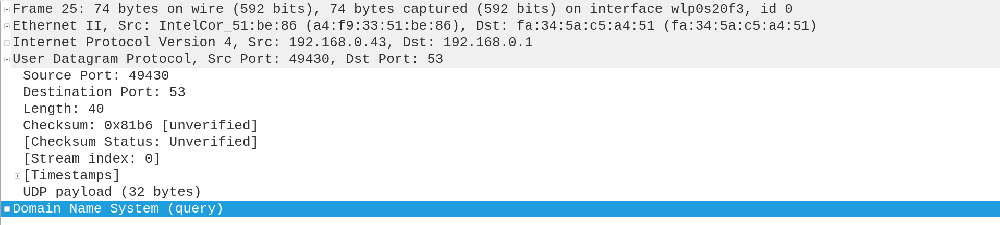 Frame 25: 74 bytes on wire (592 bits), 74 bytes captured (592 bits) on interface wlp0s20f3, id 0
Ethernet II, Src: IntelCor_51:be:86 (a4:f9:33:51:be:86), Dst: fa:34:5a:c5:a4:51 (fa:34:5a:c5:a4:51)
Internet Protocol Version 4, Src: 192.168.0.43, Dst: 192.168.0.1
User Datagram Protocol, Src Port: 49430, Dst Port: 53
Source Port: 49430
Destination Port: 53
Length: 40
Checksum: 0x81b6 [unverified]
[Checksum Status: Unverified]
[Stream index: 0]
[Timestamps]
UDP payload (32 bytes)
Domain Name System (query)